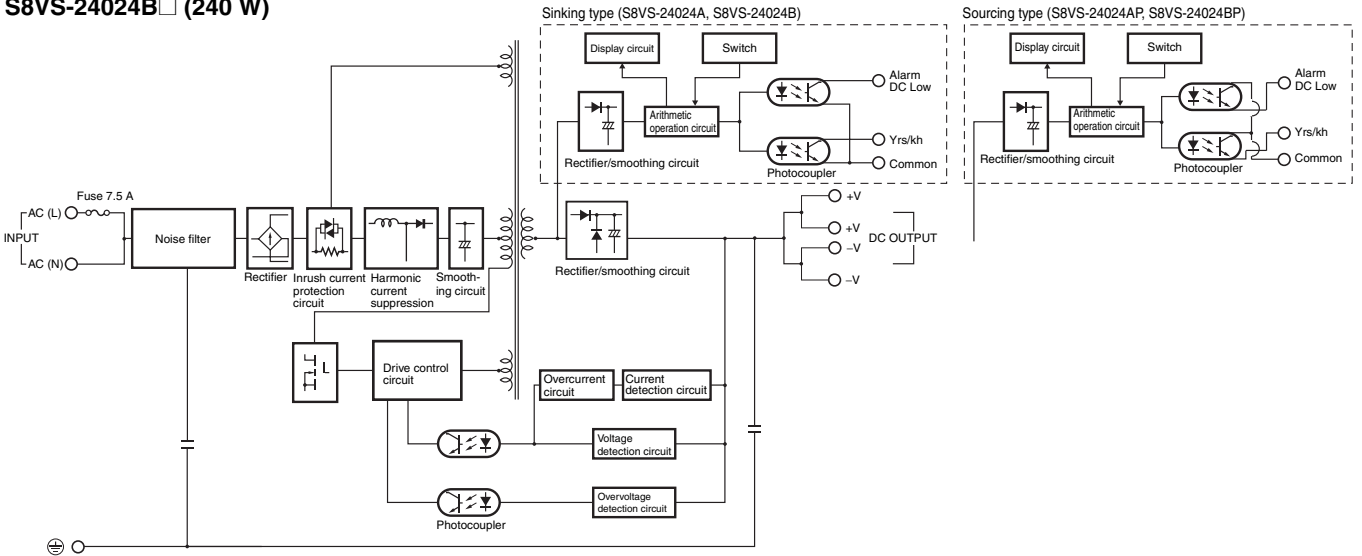 S8VS-24024B□ (240 W)
Sinking type (S8VS-24024A, S8VS-24024B)
Display circuit
Switch
Arithmetic
operation circuit
Rectifier/smoothing circuit
Photocoupler
Alarm
DC Low
Yrs/kh
Common
Sourcing type (S8VS-24024AP, S8VS-24024BP)
Display circuit
Switch
Arithmetic
operation circuit
Rectifier/smoothing circuit
Photocoupler
Alarm
DC Low
Yrs/kh
Common
Fuse 7.5 A
AC (L)
INPUT
AC (N)
Noise filter
Rectifier
Inrush current
protection
circuit
Harmonic
current
suppression
Smooth-
ing circuit
Rectifier/smoothing circuit
+V
+V
DC OUTPUT
−V
−V
Drive control
circuit
Overcurrent
circuit
Current
detection circuit
Voltage
detection circuit
Overvoltage
detection circuit
Photocoupler